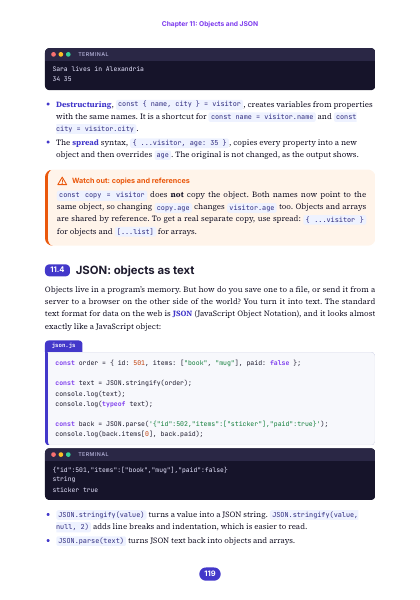 Chapter 11: Objects and JSON
TERMINAL
Sara lives in Alexandria
34 35
• Destructuring, const { name, city } = visitor, creates variables from properties
with the same names. It is a shortcut for const name = visitor.name and const
city = visitor.city.
• The spread syntax, { ...visitor, age: 35 }, copies every property into a new
object and then overrides age. The original is not changed, as the output shows.
Watch out: copies and references
const copy = visitor does not copy the object. Both names now point to the
same object, so changing copy.age changes visitor.age too. Objects and arrays
are shared by reference. To get a real separate copy, use spread: { ...visitor }
for objects and [...list] for arrays.
11.4 JSON: objects as text
Objects live in a program's memory. But how do you save one to a file, or send it from a
server to a browser on the other side of the world? You turn it into text. The standard
text format for data on the web is JSON (JavaScript Object Notation), and it looks almost
exactly like a JavaScript object:
json.js
const order = { id: 501, items: ["book", "mug"], paid: false };
const text = JSON.stringify(order);
console.log(text);
console.log(typeof text);
const back = JSON.parse('{"id":502,"items":["sticker"],"paid":true}');
console.log(back.items[0], back.paid);
TERMINAL
{"id":501,"items":["book","mug"],"paid":false}
string
sticker true
• JSON.stringify(value) turns a value into a JSON string. JSON.stringify(value,
null, 2) adds line breaks and indentation, which is easier to read.
• JSON.parse(text) turns JSON text back into objects and arrays.
119